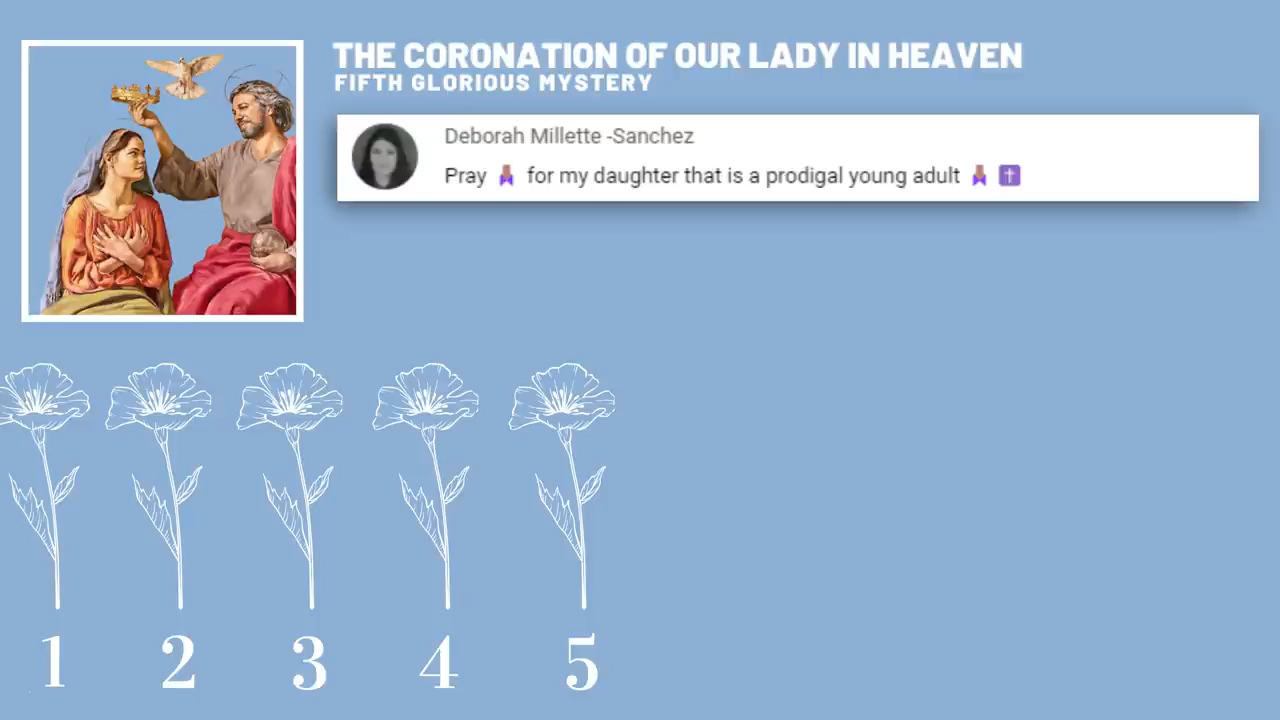 THE CORONATION OF OUR LADY IN HEAVEN
FIFTH GLORIOUS MYSTERY
Deborah Millette -Sanchez
Pray 🙏🏽 for my daughter that is a prodigal young adult 🙏🏽 ✝️
1 2 3 4 5